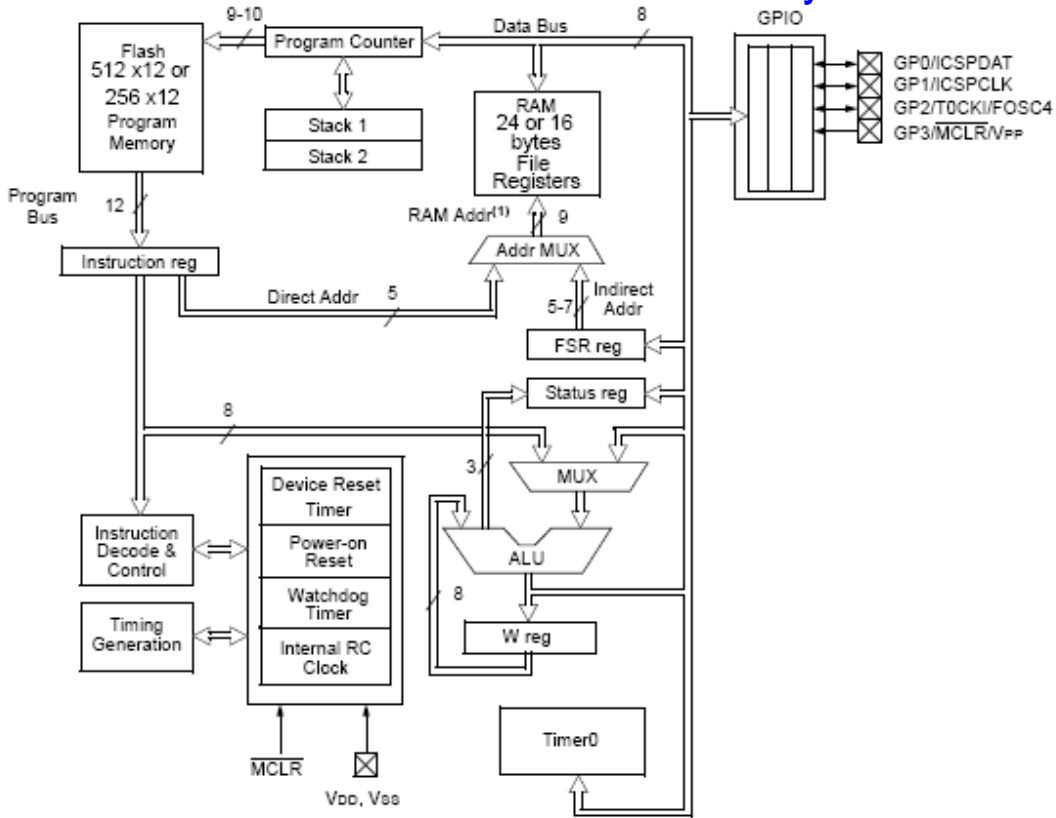 9-10
Data Bus
8
GPIO
Flash
512 x12 or
256 x12
Program
Memory
Program Counter
Stack 1
Stack 2
RAM
24 or 16
bytes
File
Registers
GP0/ICSPDAT
GP1/ICSPCLK
GP2/T0CKI/FOSC4
GP3/MCLR/VPP
Program
Bus
12
RAM Addr(1)
9
Addr MUX
Instruction reg
Direct Addr
5
5-7
Indirect
Addr
FSR reg
Status reg
8
3
MUX
Device Reset
Timer
Power-on
Reset
Watchdog
Timer
Internal RC
Clock
Instruction
Decode &
Control
Timing
Generation
ALU
8
W reg
Timer0
MCLR
VDD, VSS